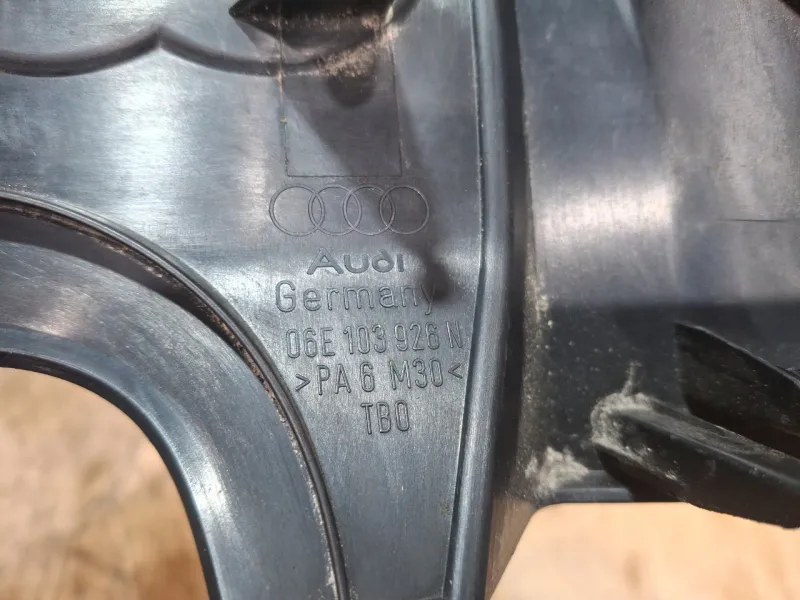 Audi
Germany
06E 103 926 N
>PA 6 M30<
TBO